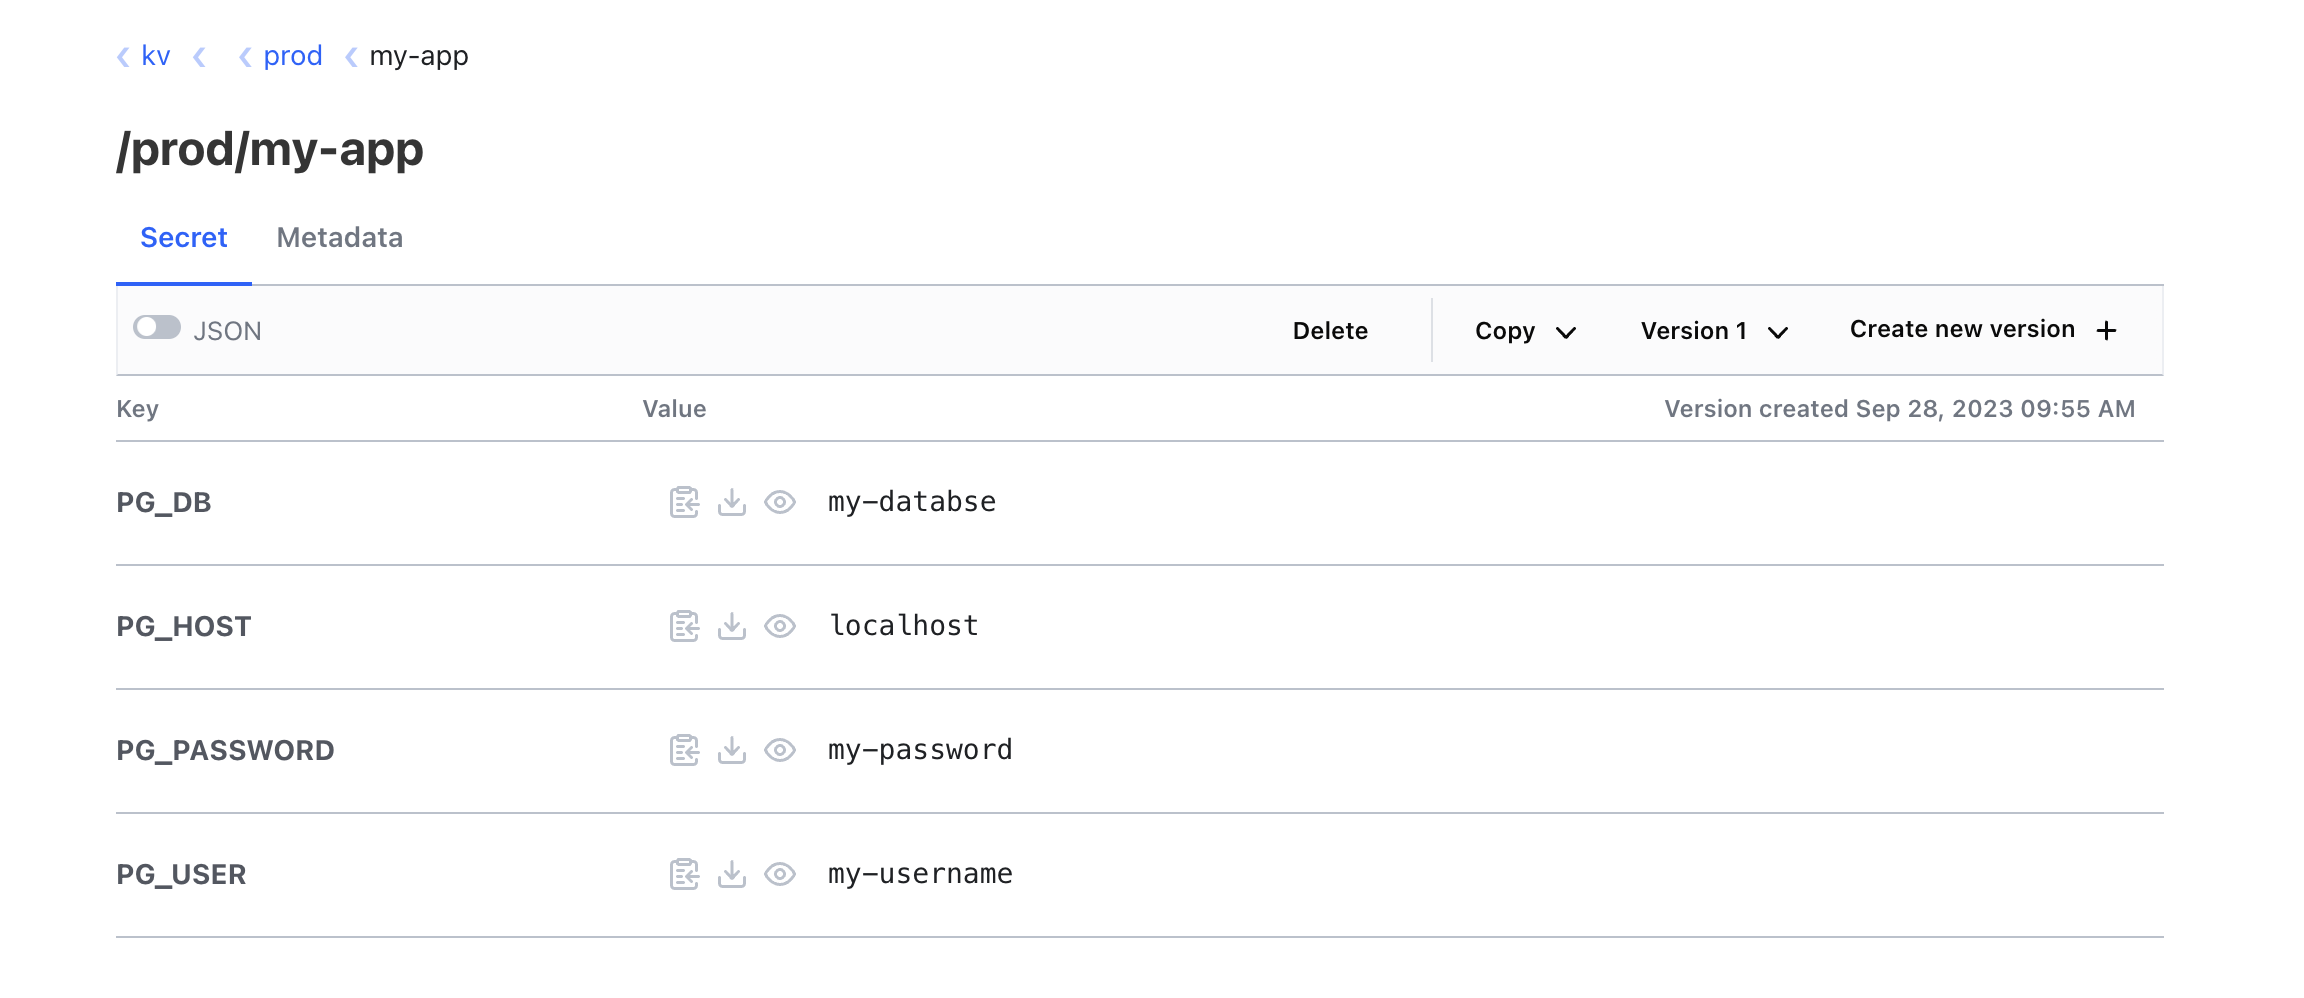 kv prod my-app
/prod/my-app
Secret Metadata
JSON Delete Copy Version 1 Create new version +
Key Value Version created Sep 28, 2023 09:55 AM
PG_DB my-databse
PG_HOST localhost
PG_PASSWORD my-password
PG_USER my-username